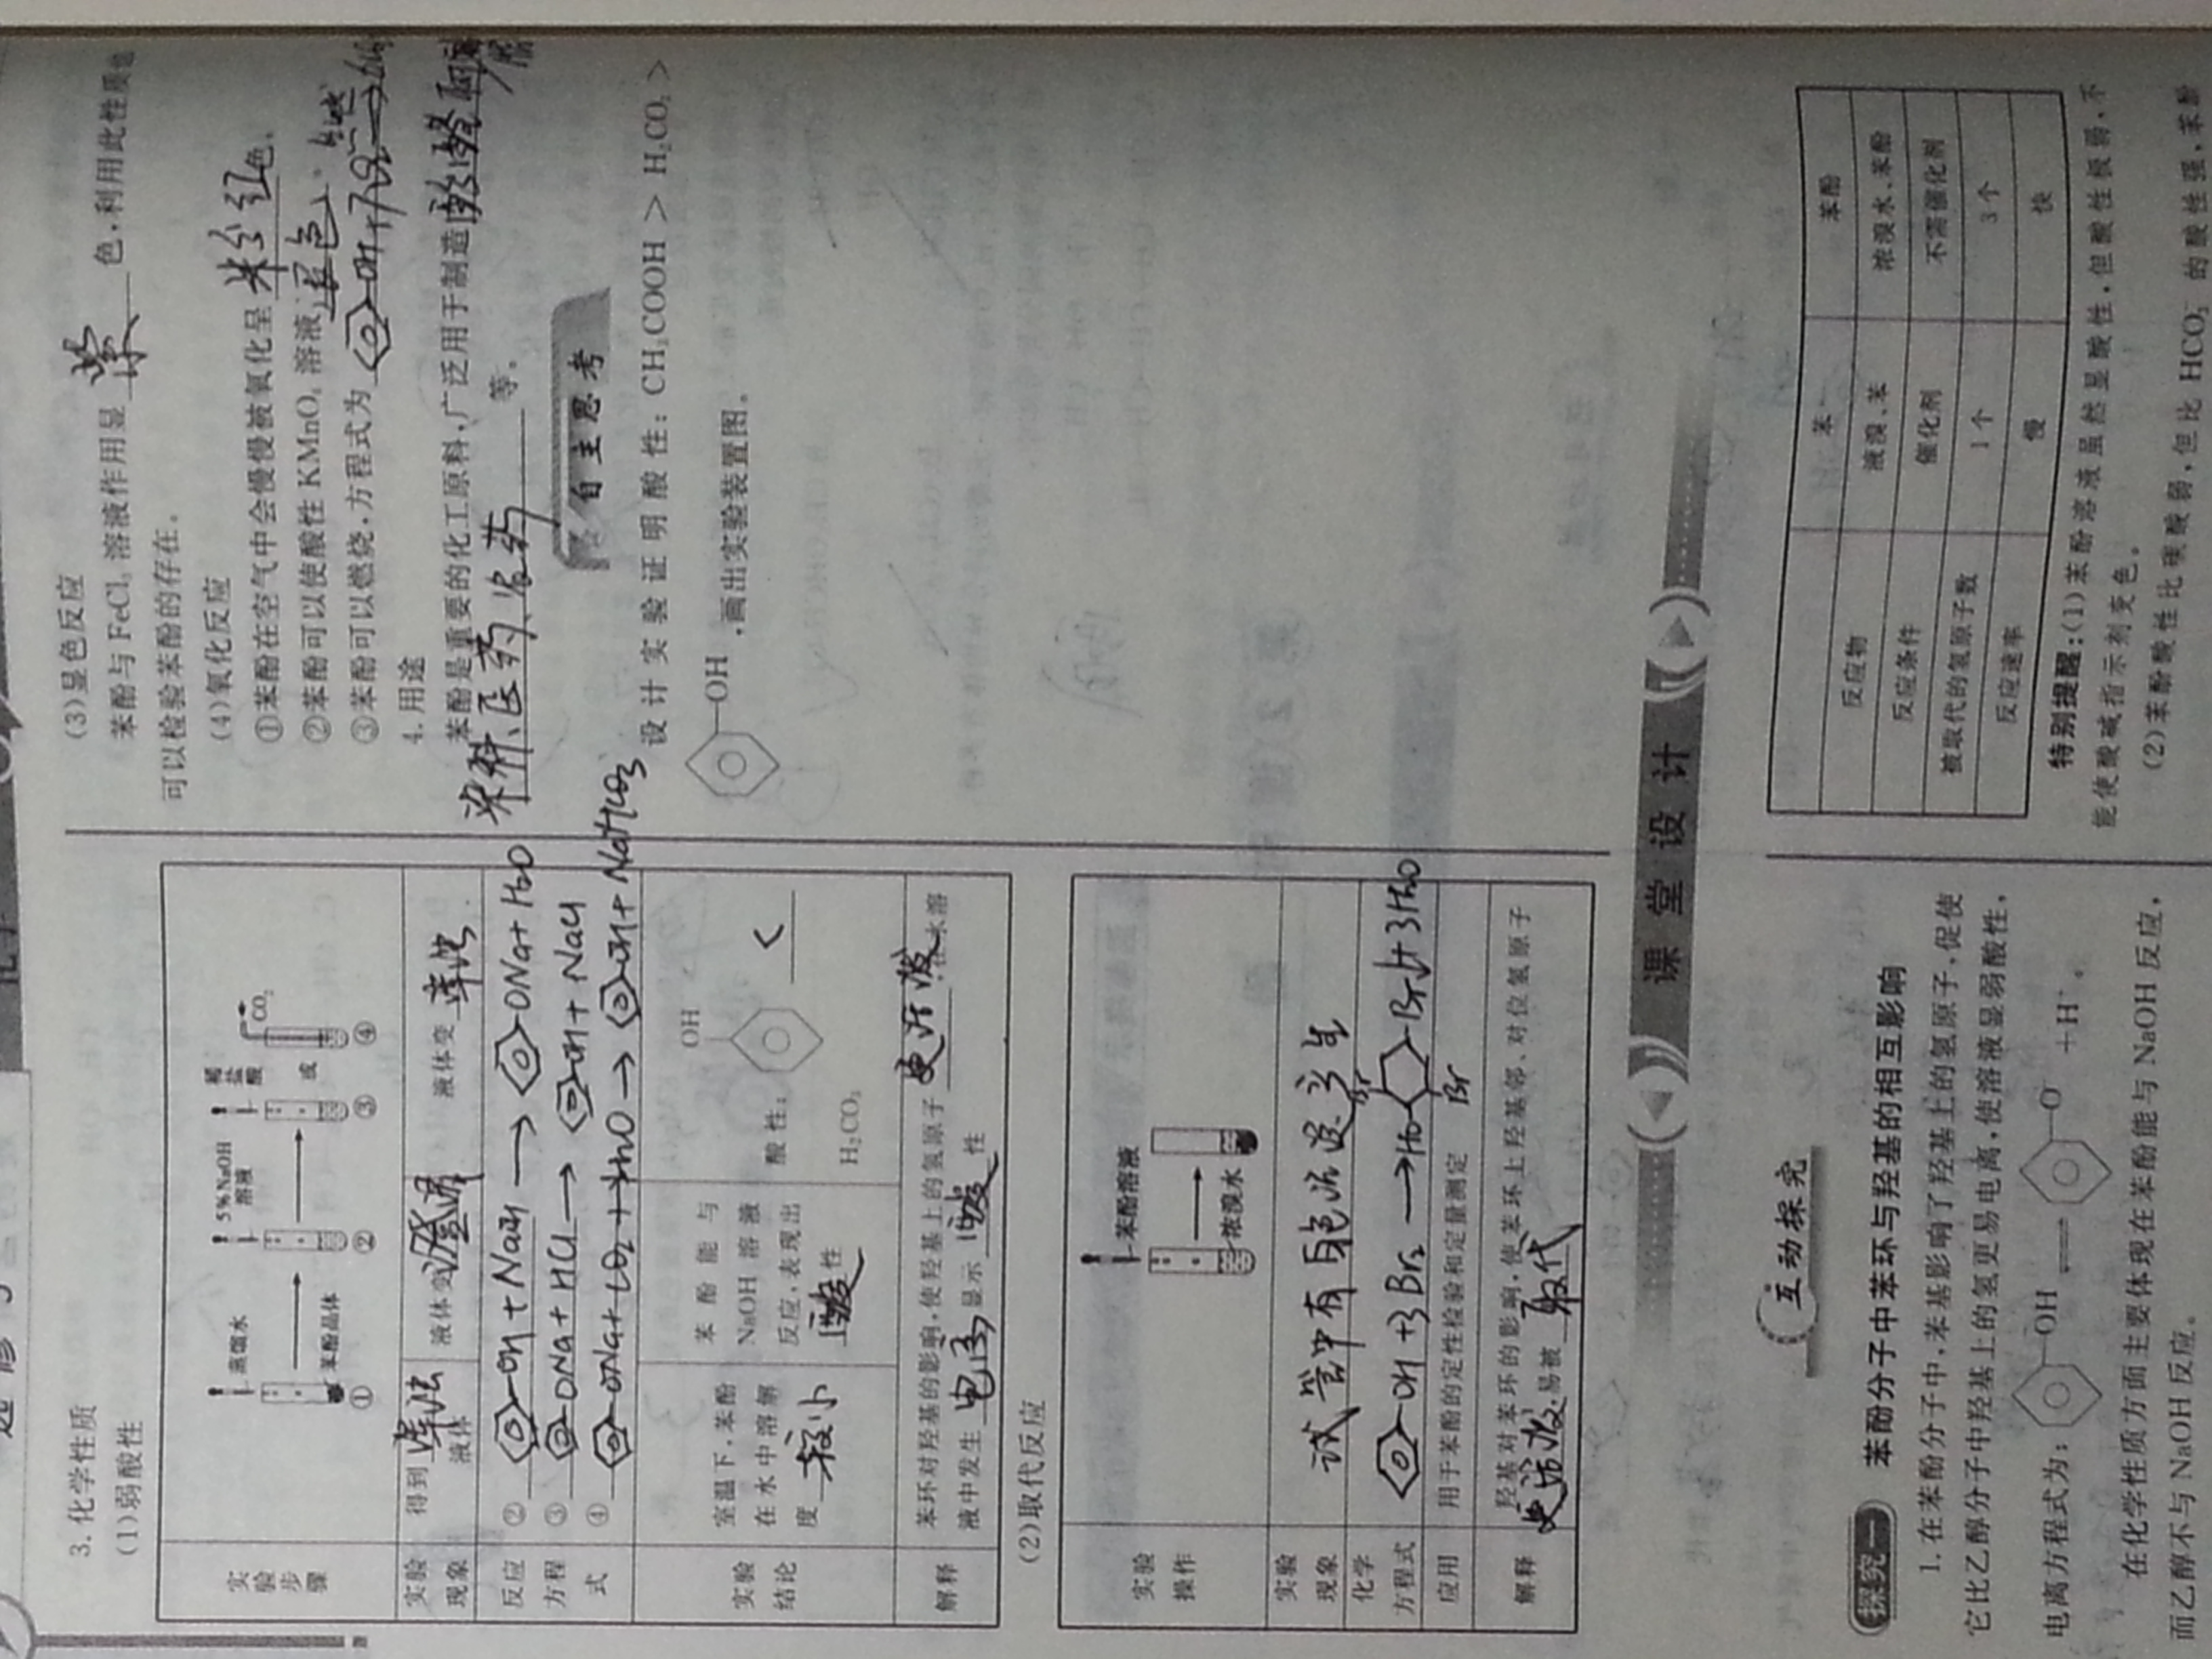 选修5
化学
3.化学性质
(1)弱酸性
实验步骤
蒸馏水
苯酚晶体
①
5%NaOH
溶液
②
稀盐酸
③
或
CO₂
④
实验现象
得到 浑浊 液体
液体变澄清
液体变 浑浊
反应方程式
② ⌬-OH + NaOH → ⌬-ONa + H₂O
③ ⌬-ONa + HCl → ⌬-OH + NaCl
④ ⌬-ONa + CO₂ + H₂O → ⌬-OH + NaHCO₃
实验结论
室温下,苯酚
在水中溶解
度 较小
苯酚能与
NaOH 溶液
反应,表现出
酸 性
OH
酸性: <
H₂CO₃
解释
苯环对羟基的影响,使羟基上的氢原子 更活泼 ,在水溶
液中发生 电离 显示 酸 性
(2)取代反应
实验操作
苯酚溶液
浓溴水
实验现象
试管中有白色沉淀产生
化学方程式
Br
⌬-OH + 3Br₂ → HO-⌬-Br↓ + 3H₂O
Br
应用
用于苯酚的定性检验和定量测定
解释
羟基对苯环的影响,使苯环上羟基邻、对位氢原子
更活泼,易被 取代
(3)显色反应
苯酚与 FeCl₃ 溶液作用显 紫 色,利用此性质也
可以检验苯酚的存在。
(4)氧化反应
①苯酚在空气中会慢慢被氧化呈 粉红 色。
②苯酚可以使酸性 KMnO₄ 溶液 褪色 。
③苯酚可以燃烧,方程式为 ⌬-OH + 7O₂ 点燃→ 6CO₂
4.用途
苯酚是重要的化工原料,广泛用于制造 酚醛树脂
染料、医药、农药 等。
自主思考
设计实验证明酸性:CH₃COOH > H₂CO₃ >
⌬—OH ,画出实验装置图。
课堂设计
互动探究
探究一 苯酚分子中苯环与羟基的相互影响
1.在苯酚分子中,苯基影响了羟基上的氢原子,促使
它比乙醇分子中羟基上的氢更易电离,使溶液显弱酸性,
电离方程式为: ⌬—OH ⇌ ⌬—O⁻ +H⁺ 。
在化学性质方面主要体现在苯酚能与 NaOH 反应,
而乙醇不与 NaOH 反应。
苯 苯酚
反应物 液溴、苯 浓溴水、苯酚
反应条件 催化剂 不需催化剂
被取代的氢原子数 1个 3个
反应速率 慢 快
特别提醒:(1)苯酚溶液虽然显酸性,但酸性极弱,不
能使酸碱指示剂变色。
(2)苯酚酸性比碳酸弱,但比 HCO₃⁻ 的酸性强,苯酚